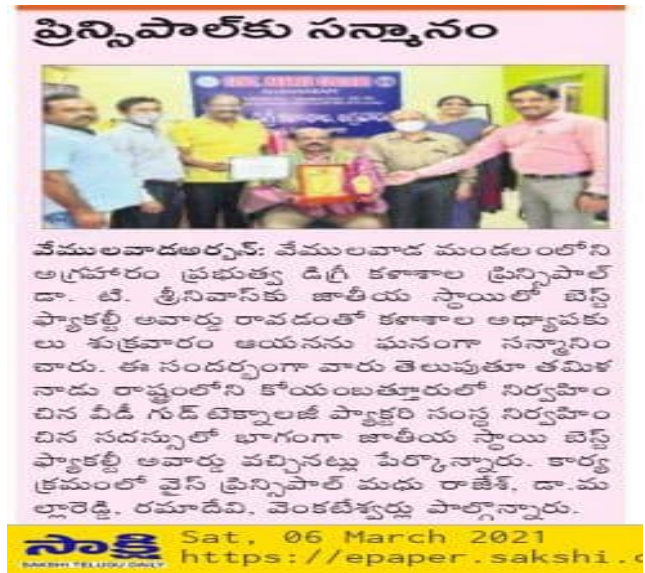 ప్రిన్సిపాల్‌కు సన్మానం
వేములవాడఅర్బన్: వేములవాడ మండలంలోని
అగ్రహారం ప్రభుత్వ డిగ్రీ కళాశాల ప్రిన్సిపాల్
డా. టి. శ్రీనివాస్‌కు జాతీయ స్థాయిలో బెస్ట్
ఫ్యాకల్టీ అవార్డు రావడంతో కళాశాల అధ్యాపకు
లు శుక్రవారం ఆయనను ఘనంగా సన్మానిం
చారు. ఈ సందర్భంగా వారు తెలుపుతూ తమిళ
నాడు రాష్ట్రంలోని కోయంబత్తూరులో నిర్వహిం
చిన వీడీ గుడ్ టెక్నాలజీ ప్యాక్టరి సంస్థ నిర్వహిం
చిన సదస్సులో భాగంగా జాతీయ స్థాయి బెస్ట్
ఫ్యాకల్టీ అవార్డు వచ్చినట్లు పేర్కొన్నారు. కార్య
క్రమంలో వైస్ ప్రిన్సిపాల్ మధు రాజేశ్, డా.మ
ల్లారెడ్డి, రమాదేవి, వెంకటేశ్వర్లు పాల్గొన్నారు.
సాక్షి
SAKSHI TELUGU DAILY
Sat, 06 March 2021
https://epaper.sakshi.c